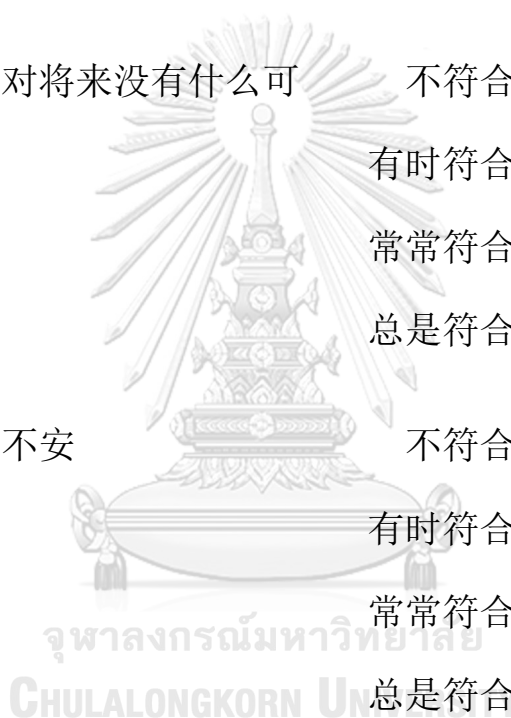 对将来没有什么可 不符合
有时符合
常常符合
总是符合
不安 不符合
有时符合
常常符合
จุฬาลงกรณ์มหาวิทยาลัย
总是符合
CHULALONGKORN